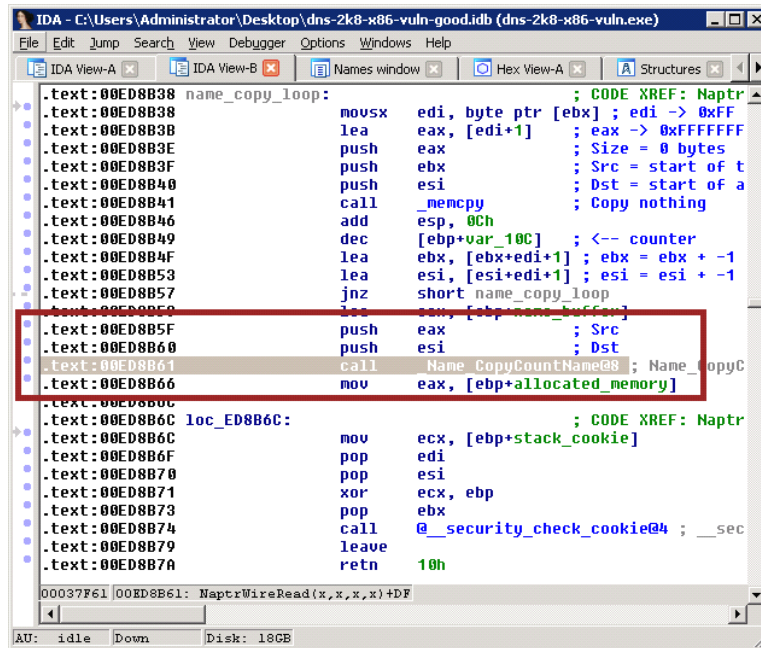 IDA - C:\Users\Administrator\Desktop\dns-2k8-x86-vuln-good.idb (dns-2k8-x86-vuln.exe)
File Edit Jump Search View Debugger Options Windows Help
IDA View-A IDA View-B Names window Hex View-A Structures
.text:00ED8B38 name_copy_loop: ; CODE XREF: Naptr
.text:00ED8B38 movsx edi, byte ptr [ebx] ; edi -> 0xFF
.text:00ED8B3B lea eax, [edi+1] ; eax -> 0xFFFFFFF
.text:00ED8B3E push eax ; Size = 0 bytes
.text:00ED8B3F push ebx ; Src = start of t
.text:00ED8B40 push esi ; Dst = start of a
.text:00ED8B41 call _memcpy ; Copy nothing
.text:00ED8B46 add esp, 0Ch
.text:00ED8B49 dec [ebp+var_10C] ; <-- counter
.text:00ED8B4F lea ebx, [ebx+edi+1] ; ebx = ebx + -1
.text:00ED8B53 lea esi, [esi+edi+1] ; esi = esi + -1
.text:00ED8B57 jnz short name_copy_loop
.text:00ED8B59 lea eax, [ebp+name_buffer]
.text:00ED8B5F push eax ; Src
.text:00ED8B60 push esi ; Dst
.text:00ED8B61 call _Name_CopyCountName@8 ; Name_CopyC
.text:00ED8B66 mov eax, [ebp+allocated_memory]
.text:00ED8B6C
.text:00ED8B6C loc_ED8B6C: ; CODE XREF: Naptr
.text:00ED8B6C mov ecx, [ebp+stack_cookie]
.text:00ED8B6F pop edi
.text:00ED8B70 pop esi
.text:00ED8B71 xor ecx, ebp
.text:00ED8B73 pop ebx
.text:00ED8B74 call @__security_check_cookie@4 ; __sec
.text:00ED8B79 leave
.text:00ED8B7A retn 10h
00037F61 00ED8B61: NaptrWireRead(x,x,x,x)+DF
AU: idle Down Disk: 18GB